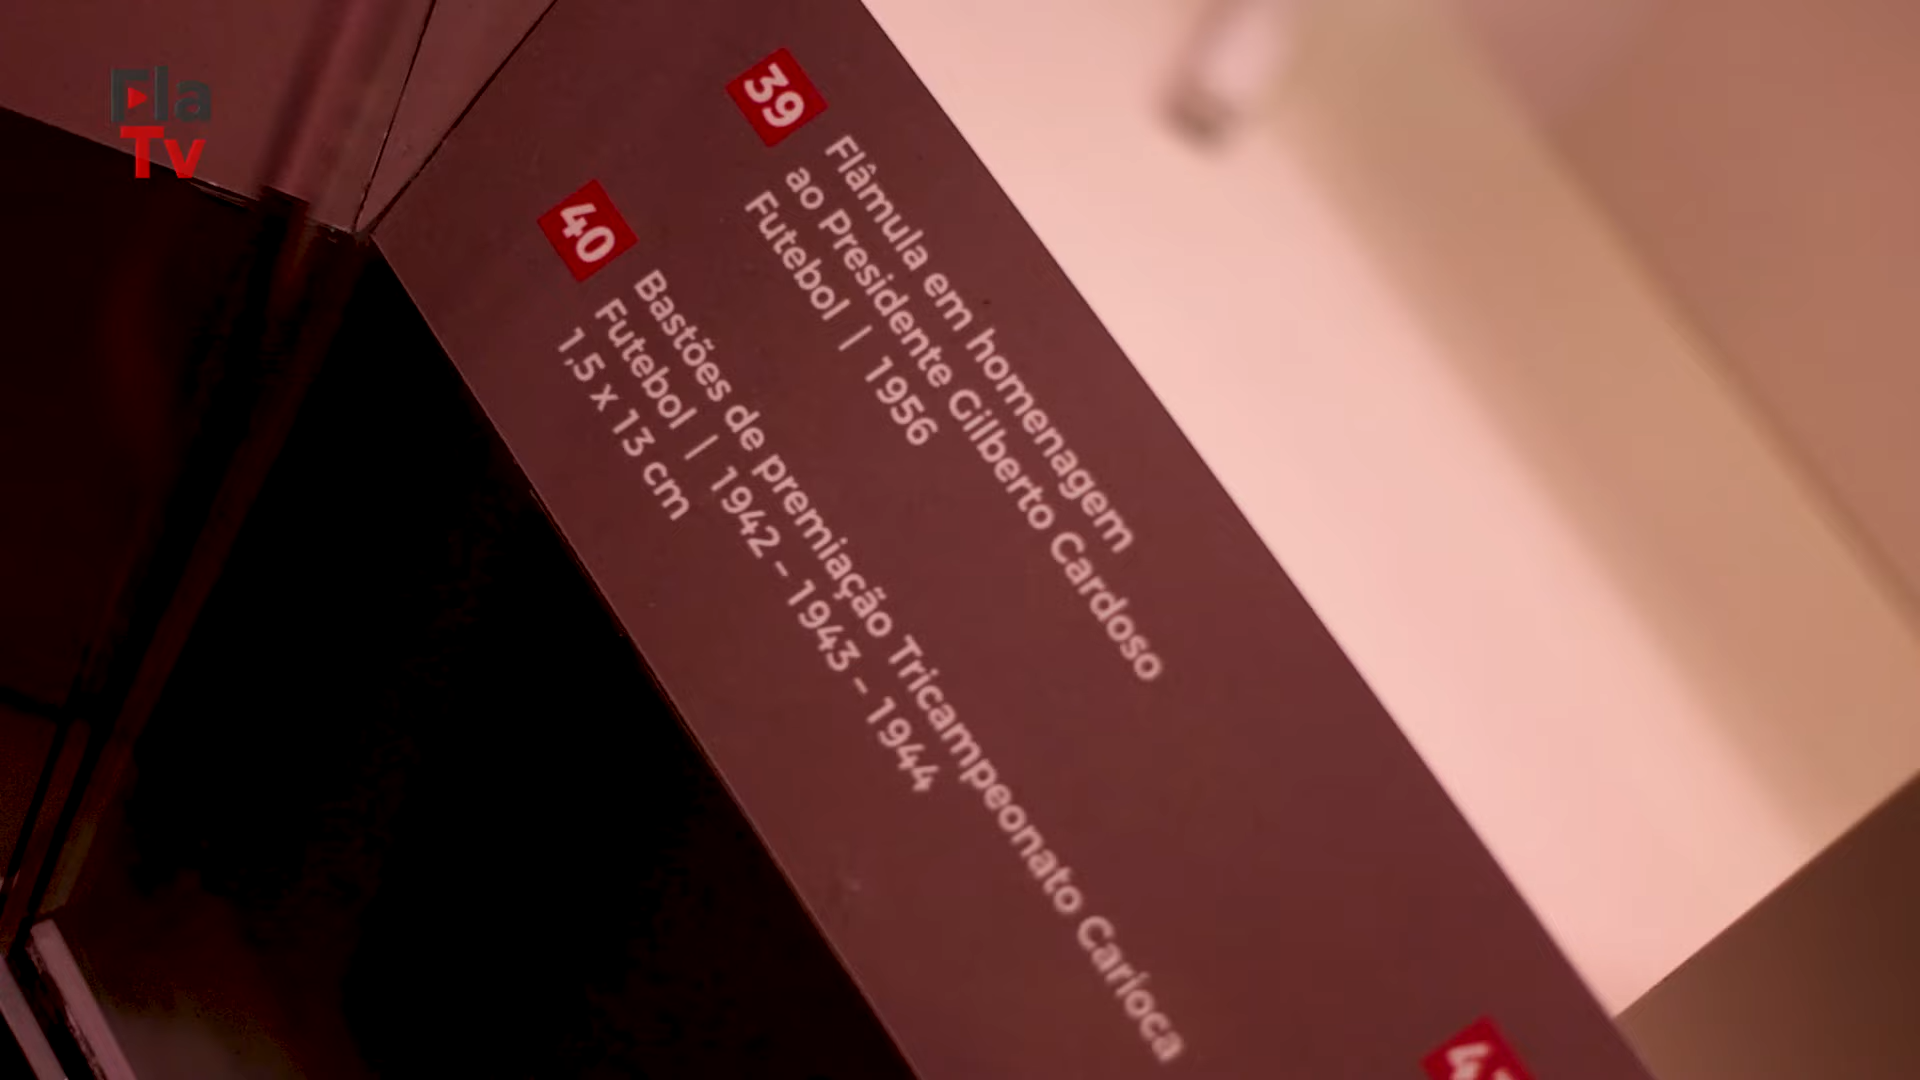 Fla
Tv
39
Flâmula em homenagem
ao Presidente Gilberto Cardoso
Futebol | 1956
40
Bastões de premiação Tricampeonato Carioca
Futebol | 1942 – 1943 – 1944
1,5 x 13 cm